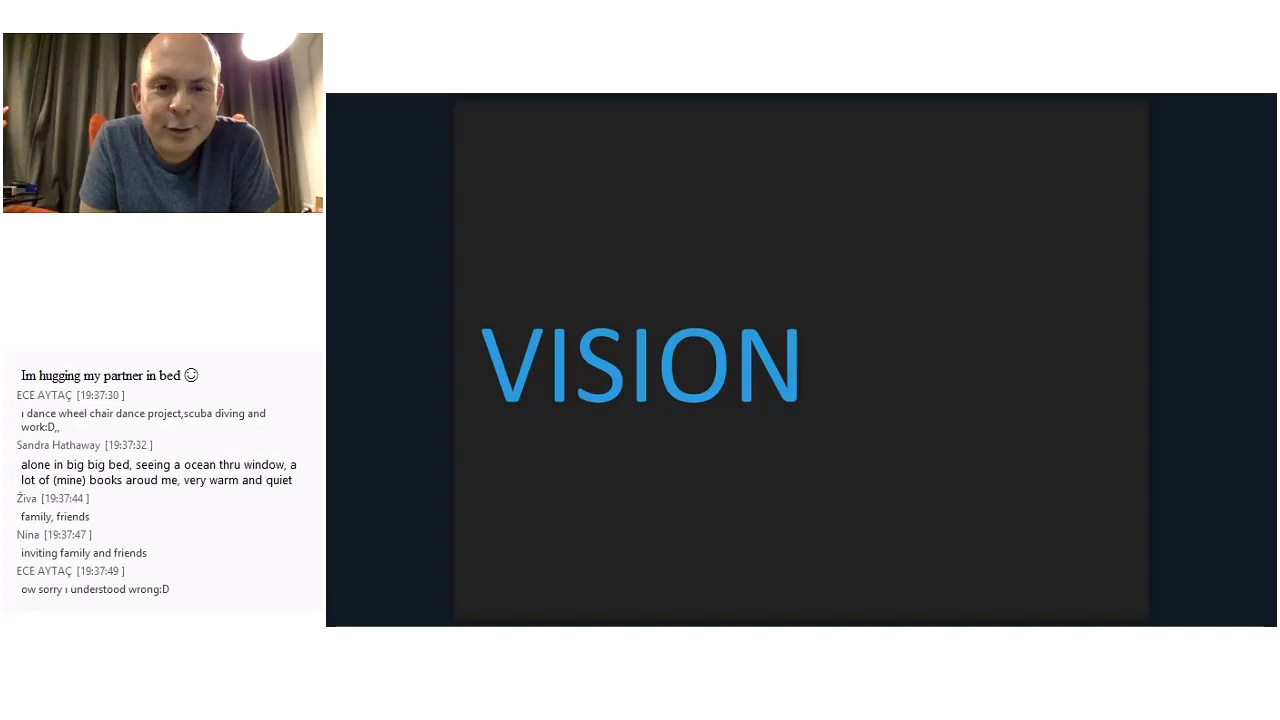 Im hugging my partner in bed ☺
ECE AYTAÇ [19:37:30 ]
ı dance wheel chair dance project,scuba diving and
work:D,,
Sandra Hathaway [19:37:32 ]
alone in big big bed, seeing a ocean thru window, a
lot of (mine) books aroud me, very warm and quiet
Živa [19:37:44 ]
family, friends
Nina [19:37:47 ]
inviting family and friends
ECE AYTAÇ [19:37:49 ]
ow sorry ı understood wrong:D
VISION